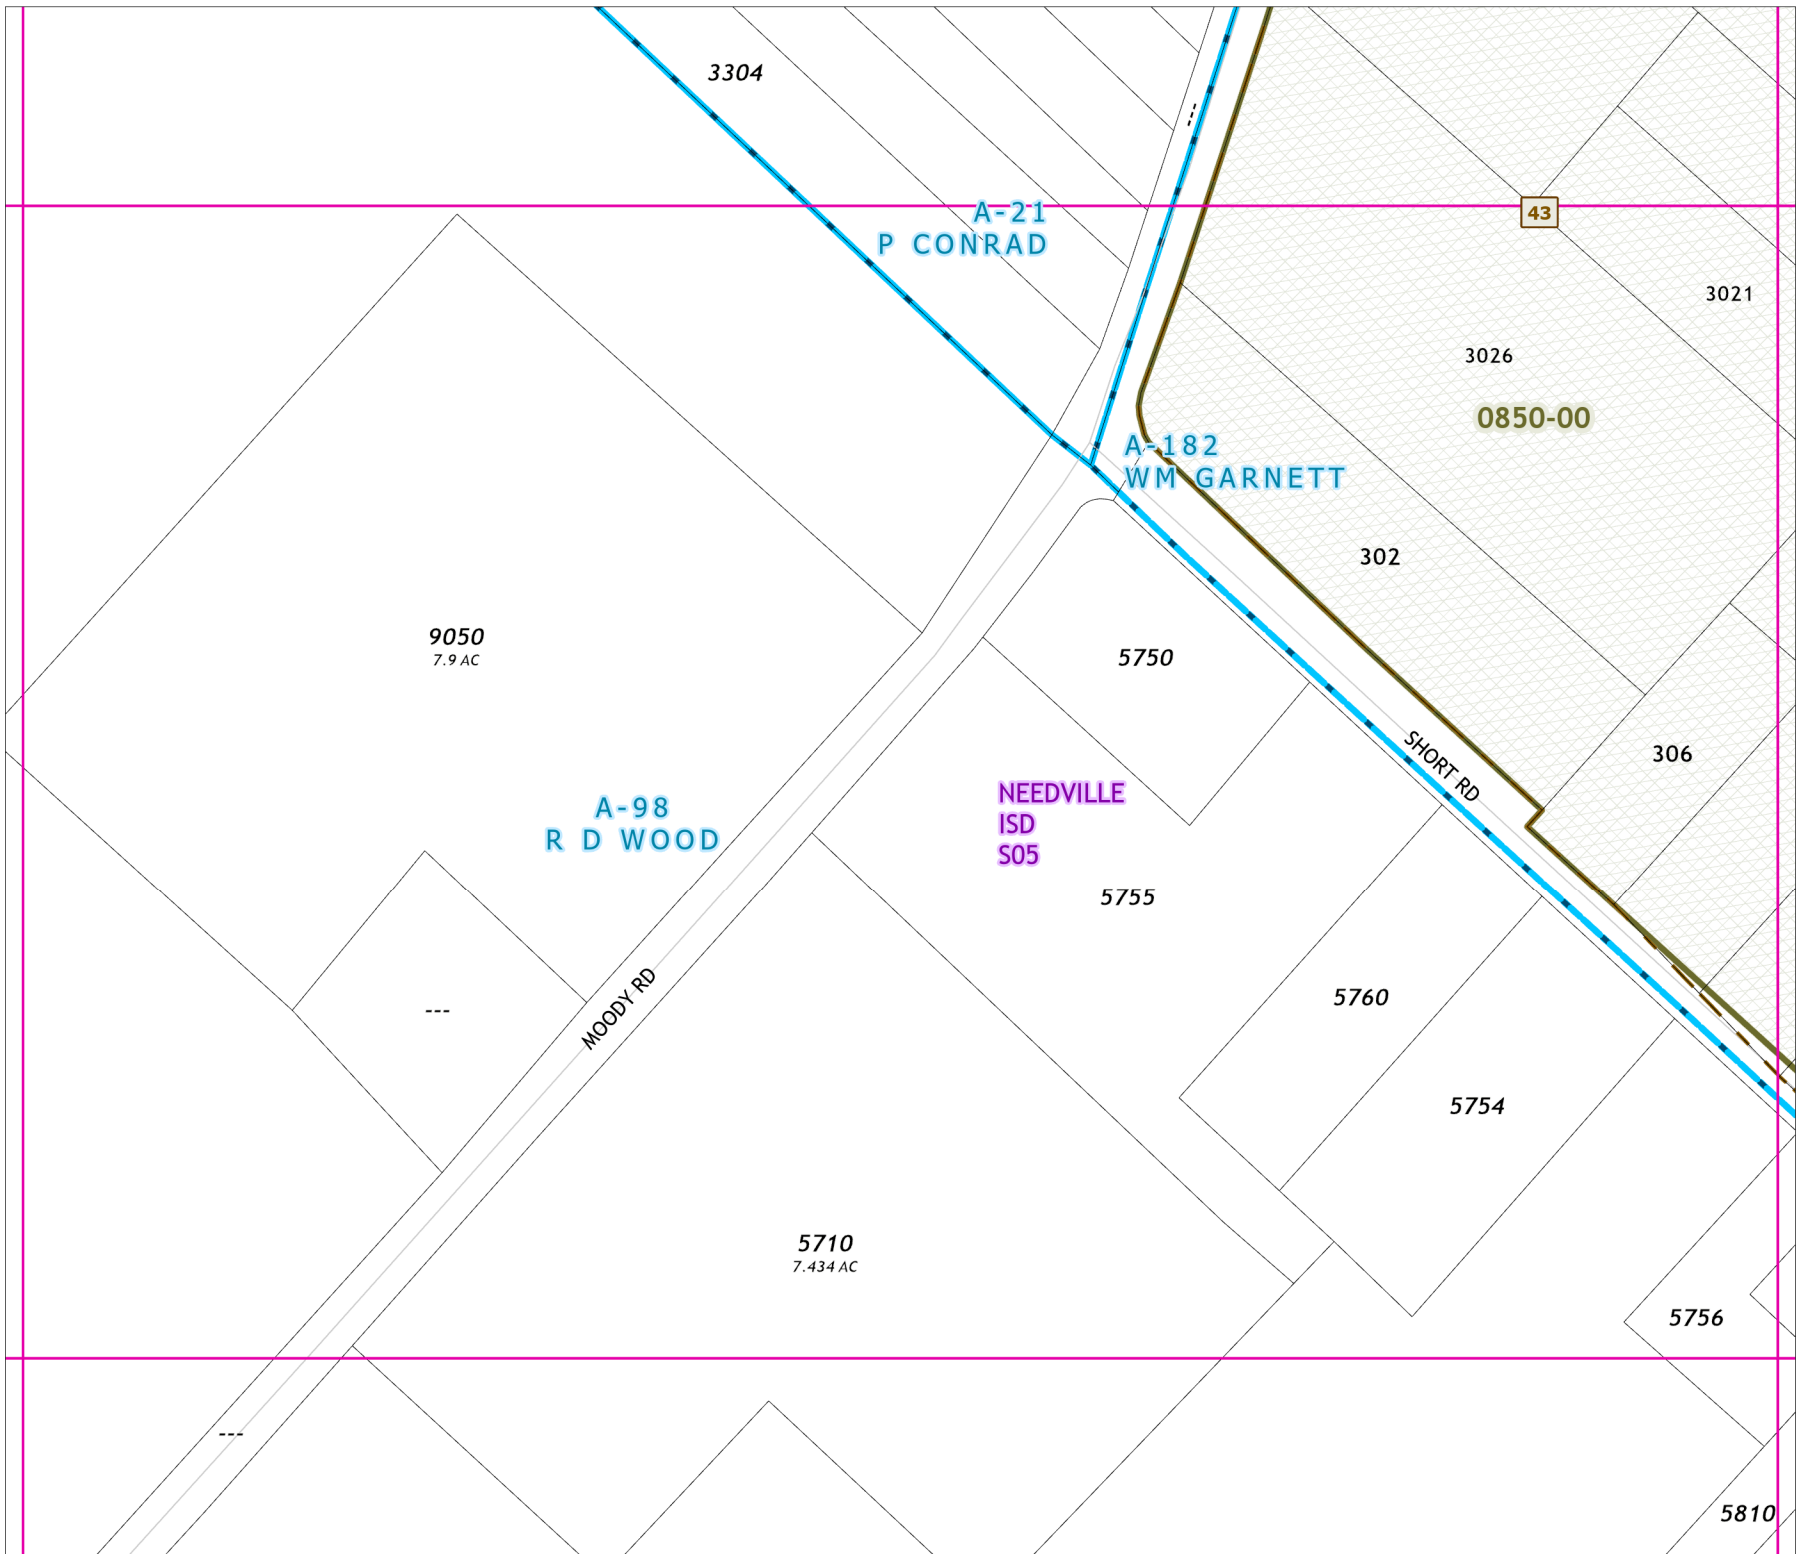 3304
A-21
P CONRAD
---
43
3021
3026
0850-00
A-182
WM GARNETT
302
9050
7.9 AC
5750
SHORT RD
306
A-98
R D WOOD
NEEDVILLE
ISD
S05
5755
5760
---
MOODY RD
5754
5710
7.434 AC
5756
---
5810